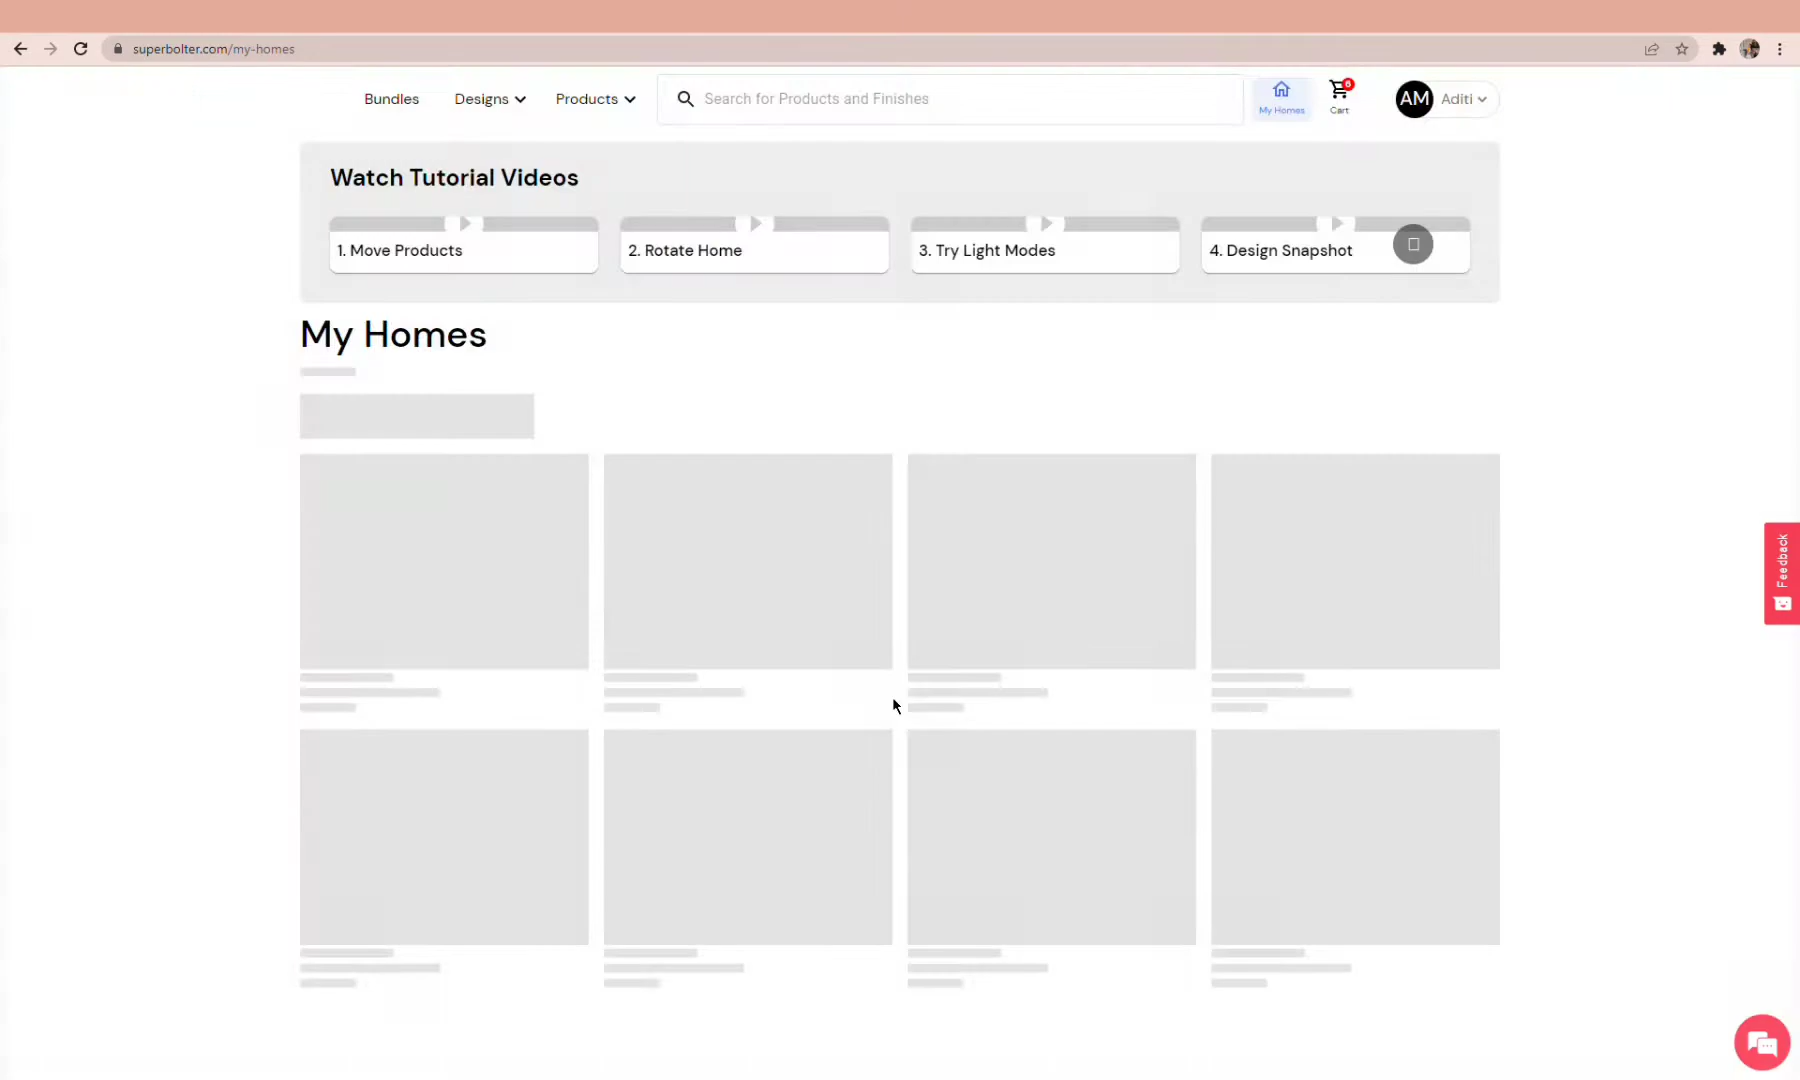 superbolter.com/my-homes
Bundles
Designs
Products
Search for Products and Finishes
My Homes
6
Cart
AM
Aditi
Watch Tutorial Videos
1. Move Products
2. Rotate Home
3. Try Light Modes
4. Design Snapshot
My Homes
Feedback